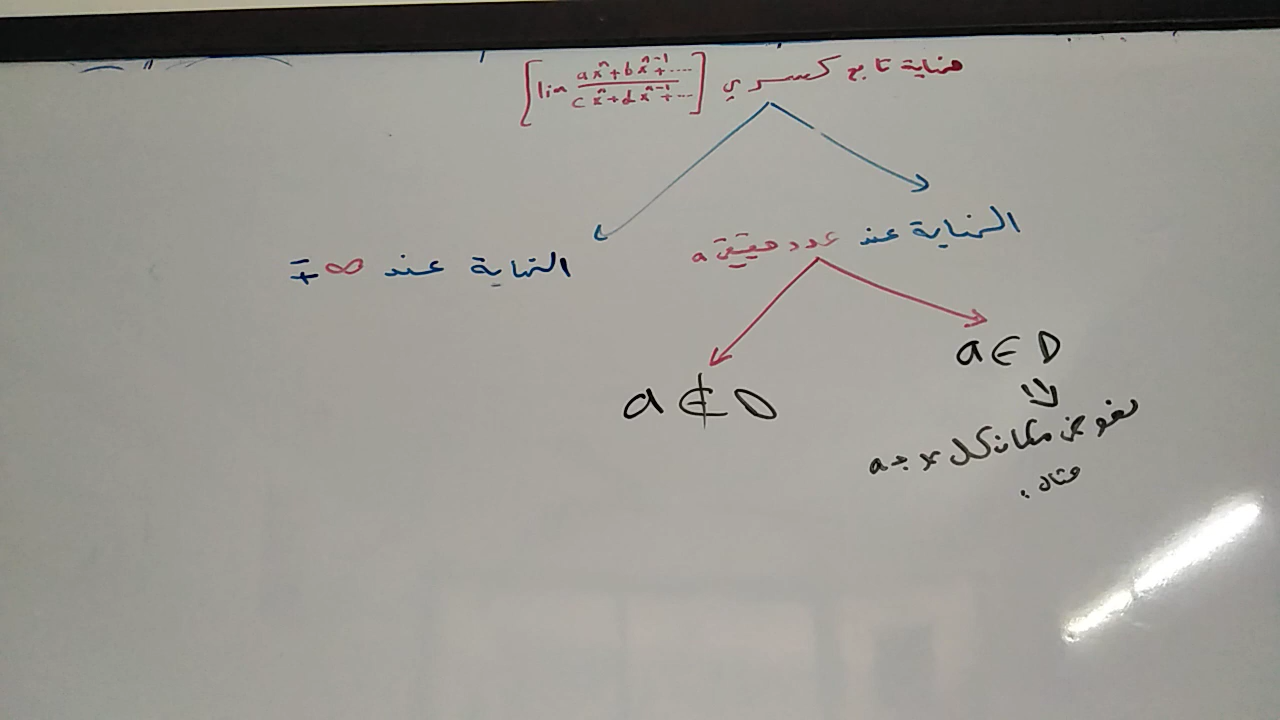 نهاية تابع كسري [lim (ax^n + bx^{n-1} + ....) / (cx^n + dx^{n-1} + ...)]
النهاية عند عدد حقيقي a
النهاية عند ∓ ∞
a ∈ D
a ∉ D
نعوض مكان كل x بـ a
مثال :